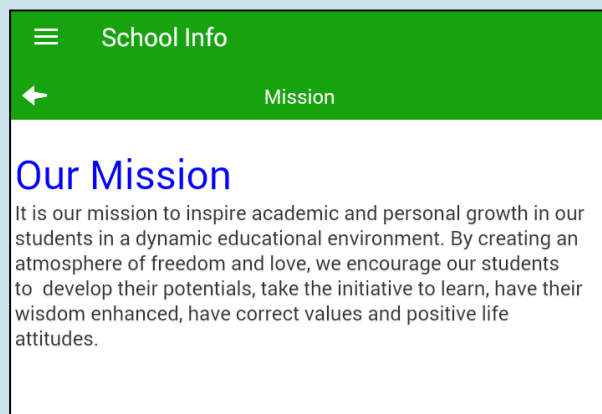 School Info
Mission
Our Mission
It is our mission to inspire academic and personal growth in our
students in a dynamic educational environment. By creating an
atmosphere of freedom and love, we encourage our students
to  develop their potentials, take the initiative to learn, have their
wisdom enhanced, have correct values and positive life
attitudes.